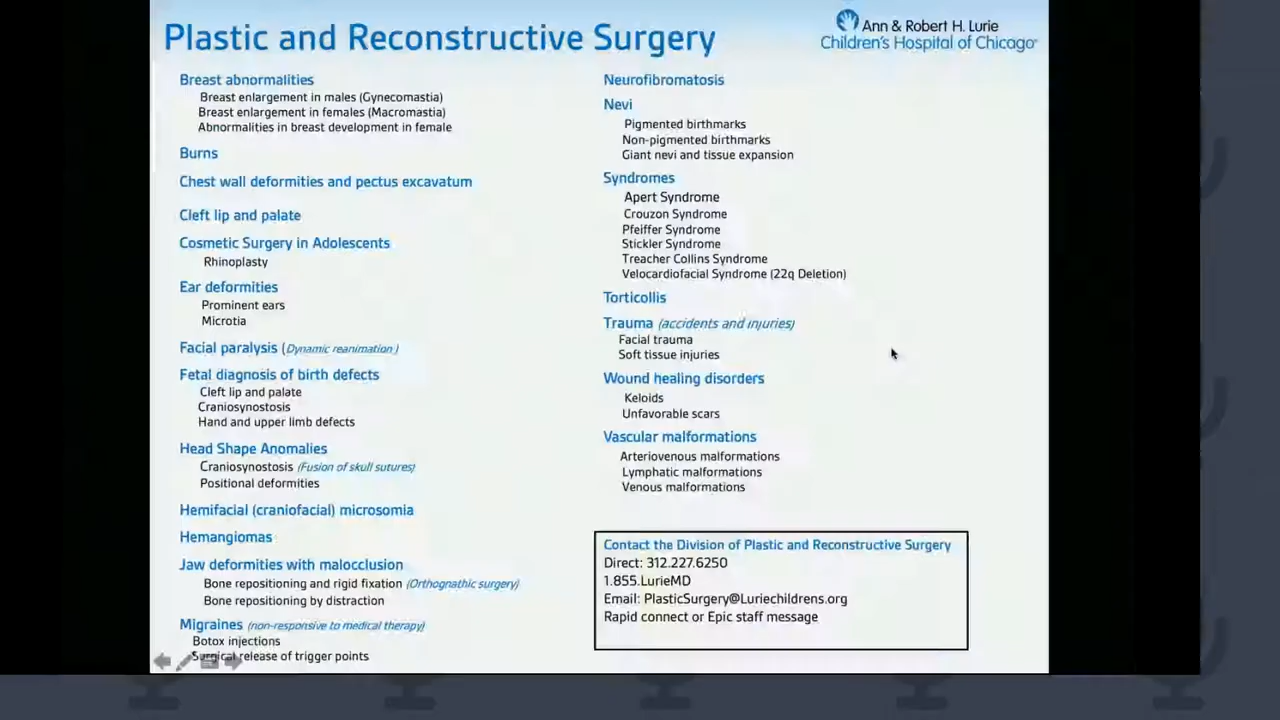 Plastic and Reconstructive Surgery
Ann & Robert H. Lurie
Children's Hospital of Chicago®
Breast abnormalities
Breast enlargement in males (Gynecomastia)
Breast enlargement in females (Macromastia)
Abnormalities in breast development in female
Burns
Chest wall deformities and pectus excavatum
Cleft lip and palate
Cosmetic Surgery in Adolescents
Rhinoplasty
Ear deformities
Prominent ears
Microtia
Facial paralysis (Dynamic reanimation )
Fetal diagnosis of birth defects
Cleft lip and palate
Craniosynostosis
Hand and upper limb defects
Head Shape Anomalies
Craniosynostosis (Fusion of skull sutures)
Positional deformities
Hemifacial (craniofacial) microsomia
Hemangiomas
Jaw deformities with malocclusion
Bone repositioning and rigid fixation (Orthognathic surgery)
Bone repositioning by distraction
Migraines (non-responsive to medical therapy)
Botox injections
Surgical release of trigger points
Neurofibromatosis
Nevi
Pigmented birthmarks
Non-pigmented birthmarks
Giant nevi and tissue expansion
Syndromes
Apert Syndrome
Crouzon Syndrome
Pfeiffer Syndrome
Stickler Syndrome
Treacher Collins Syndrome
Velocardiofacial Syndrome (22q Deletion)
Torticollis
Trauma (accidents and injuries)
Facial trauma
Soft tissue injuries
Wound healing disorders
Keloids
Unfavorable scars
Vascular malformations
Arteriovenous malformations
Lymphatic malformations
Venous malformations
Contact the Division of Plastic and Reconstructive Surgery
Direct: 312.227.6250
1.855.LurieMD
Email: PlasticSurgery@Luriechildrens.org
Rapid connect or Epic staff message